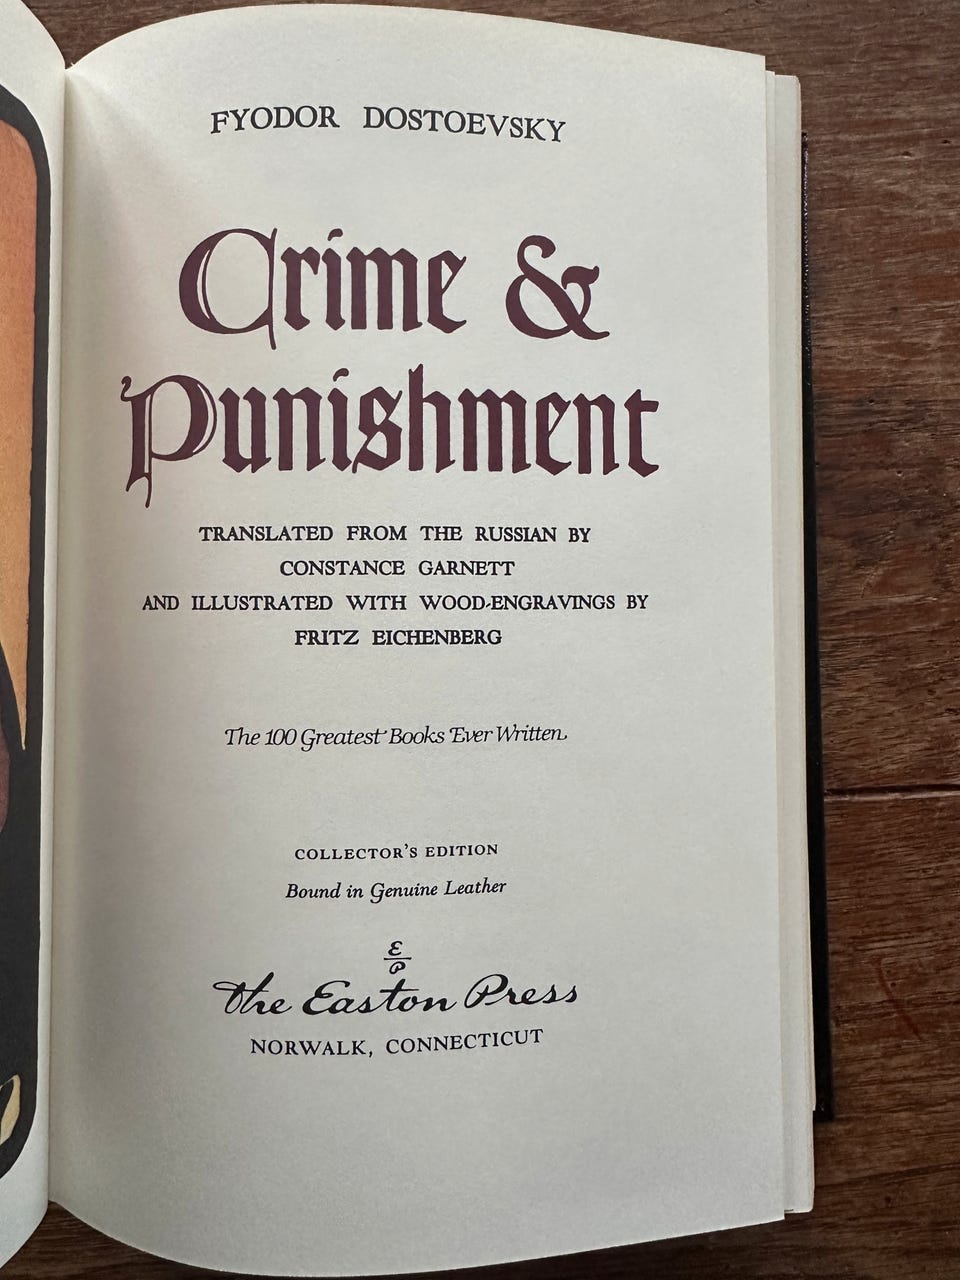 FYODOR DOSTOEVSKY
Crime &
Punishment
TRANSLATED FROM THE RUSSIAN BY
CONSTANCE GARNETT
AND ILLUSTRATED WITH WOOD-ENGRAVINGS BY
FRITZ EICHENBERG
The 100 Greatest Books Ever Written
COLLECTOR'S EDITION
Bound in Genuine Leather
E
P
The Easton Press
NORWALK, CONNECTICUT